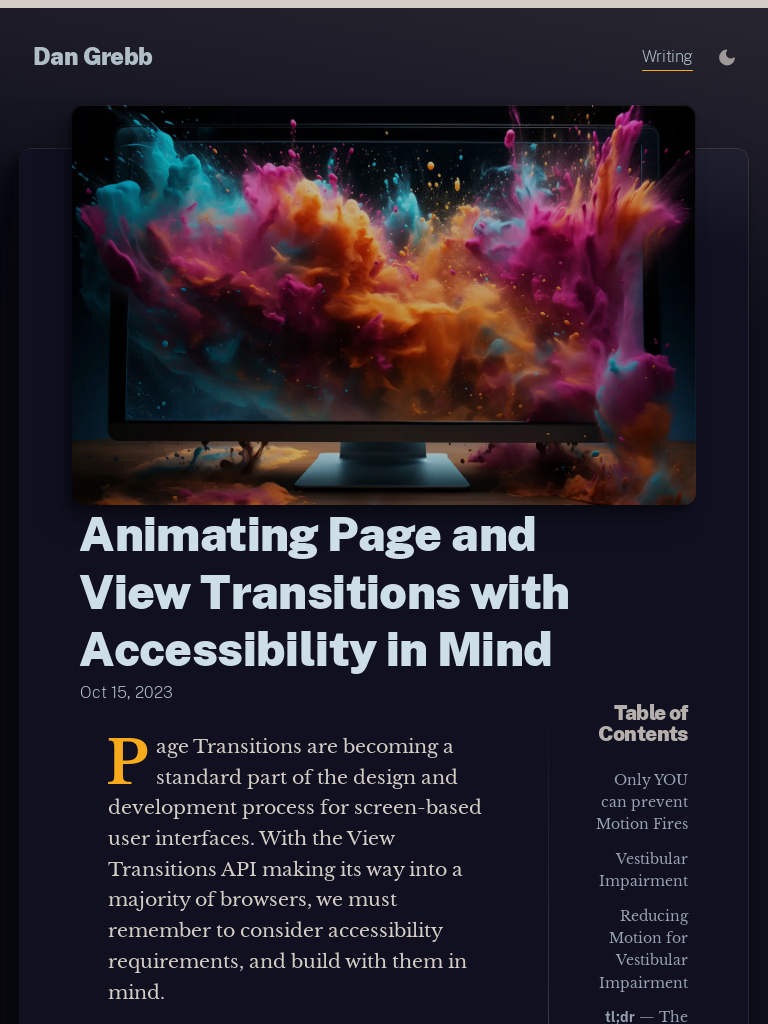 Dan Grebb
Writing
Animating Page and
View Transitions with
Accessibility in Mind
Oct 15, 2023
Page Transitions are becoming a
standard part of the design and
development process for screen-based
user interfaces. With the View
Transitions API making its way into a
majority of browsers, we must
remember to consider accessibility
requirements, and build with them in
mind.
Table of
Contents
Only YOU
can prevent
Motion Fires
Vestibular
Impairment
Reducing
Motion for
Vestibular
Impairment
tl;dr — The